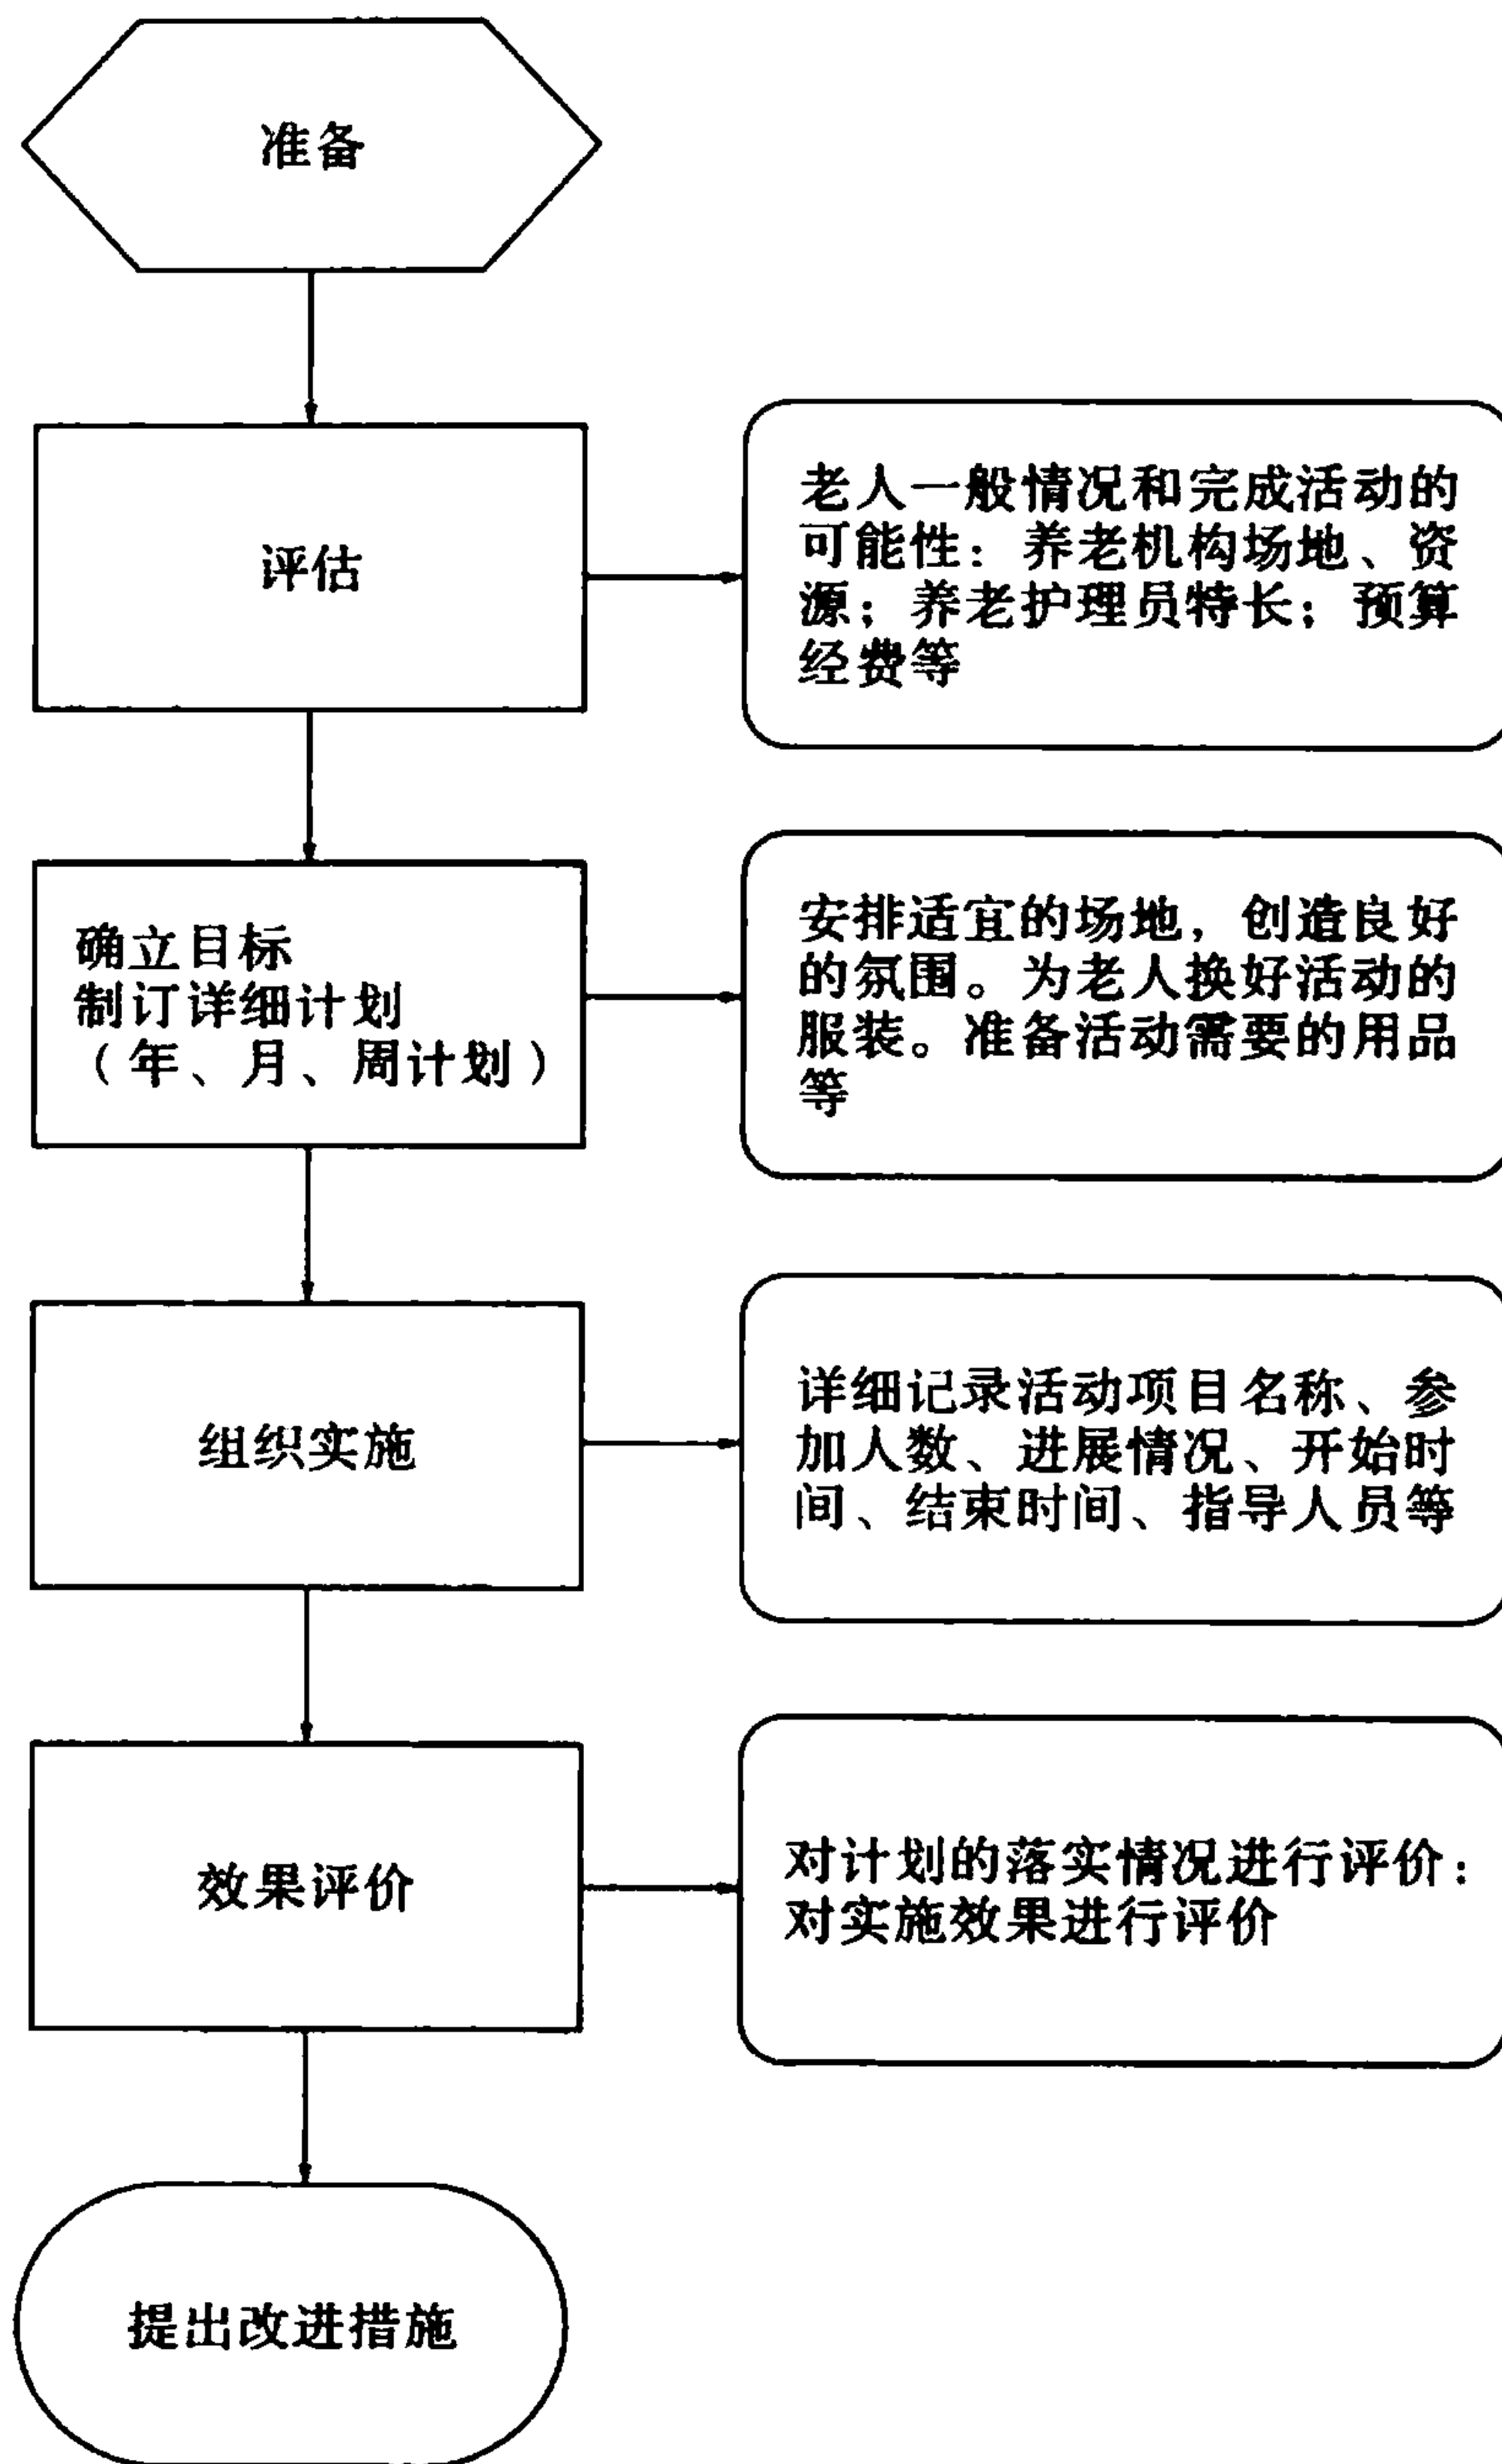 准备
评估
老人一般情况和完成活动的
可能性：养老机构场地、资
源；养老护理员特长；预算
经费等
确立目标
制订详细计划
（年、月、周计划）
安排适宜的场地，创造良好
的氛围。为老人换好活动的
服装。准备活动需要的用品
等
组织实施
详细记录活动项目名称、参
加人数、进展情况、开始时
间、结束时间、指导人员等
效果评价
对计划的落实情况进行评价：
对实施效果进行评价
提出改进措施